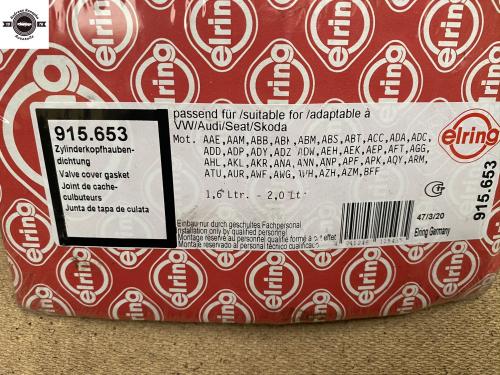 elring
915.653
Zylinderkopfhauben-
dichtung
Valve cover gasket
Joint de cache-
culbuteurs
Junta de tapa de culata
passend für /suitable for /adaptable à
VW/Audi/Seat/Skoda
Mot. AAE,AAM,ABB,ABK,ABM,ABS,ABT,ACC,ADA,ADC,
ADD,ADP,ADY,ADZ,AEH,AEK,AEP,AFT,AGG,
AHL,AKL,AKR,ANA,ANN,ANP,APF,APK,AQY,ARM,
ATU,AUR,AWF,AWG,AZH,AZM,BFF
1,6 Ltr. - 2,0 Ltr.
Einbau nur durch geschultes Fachpersonal
Installation only by qualified personnel
Montage réservé au personnel qualifié formé à cet effet
Montaje reservado al personal técnico cualificado
47/3/20
Elring Germany
elring
915.653